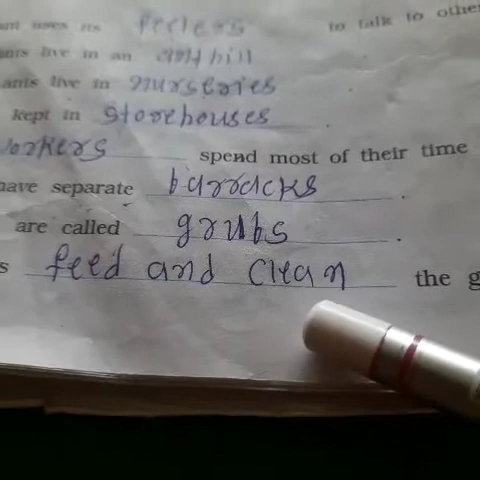 uses its feelers to talk to other
ants live in an ant hill
ants live in nurseries
kept in storehouses
workers spend most of their time
have separate barracks .
are called grubs .
feed and clean the g